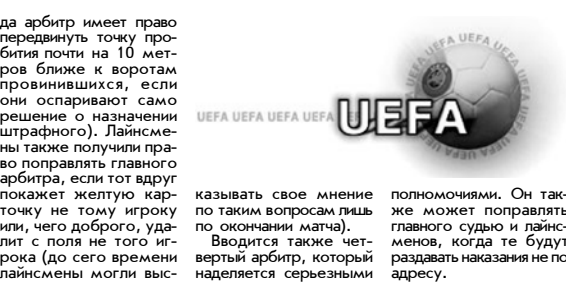 да арбитр имеет право
передвинуть точку про-
бития почти на 10 мет-
ров ближе к воротам
провинившихся, если
они оспаривают само
решение о назначении
штрафного). Лайнсме-
ны также получили пра-
во поправлять главного
арбитра, если тот вдруг
покажет желтую кар-
точку не тому игроку
или, чего доброго, уда-
лит с поля не того иг-
рока (до сего времени
лайнсмены могли выс-
UEFA UEFA UEFA UEFA
UEFA
UEFA UEFA UEFA
казывать свое мнение
по таким вопросам лишь
по окончании матча).
Вводится также чет-
вертый арбитр, который
наделяется серьезными
полномочиями. Он так-
же может поправлять
главного судью и лайнс-
менов, когда те будут
раздавать наказания не по
адресу.